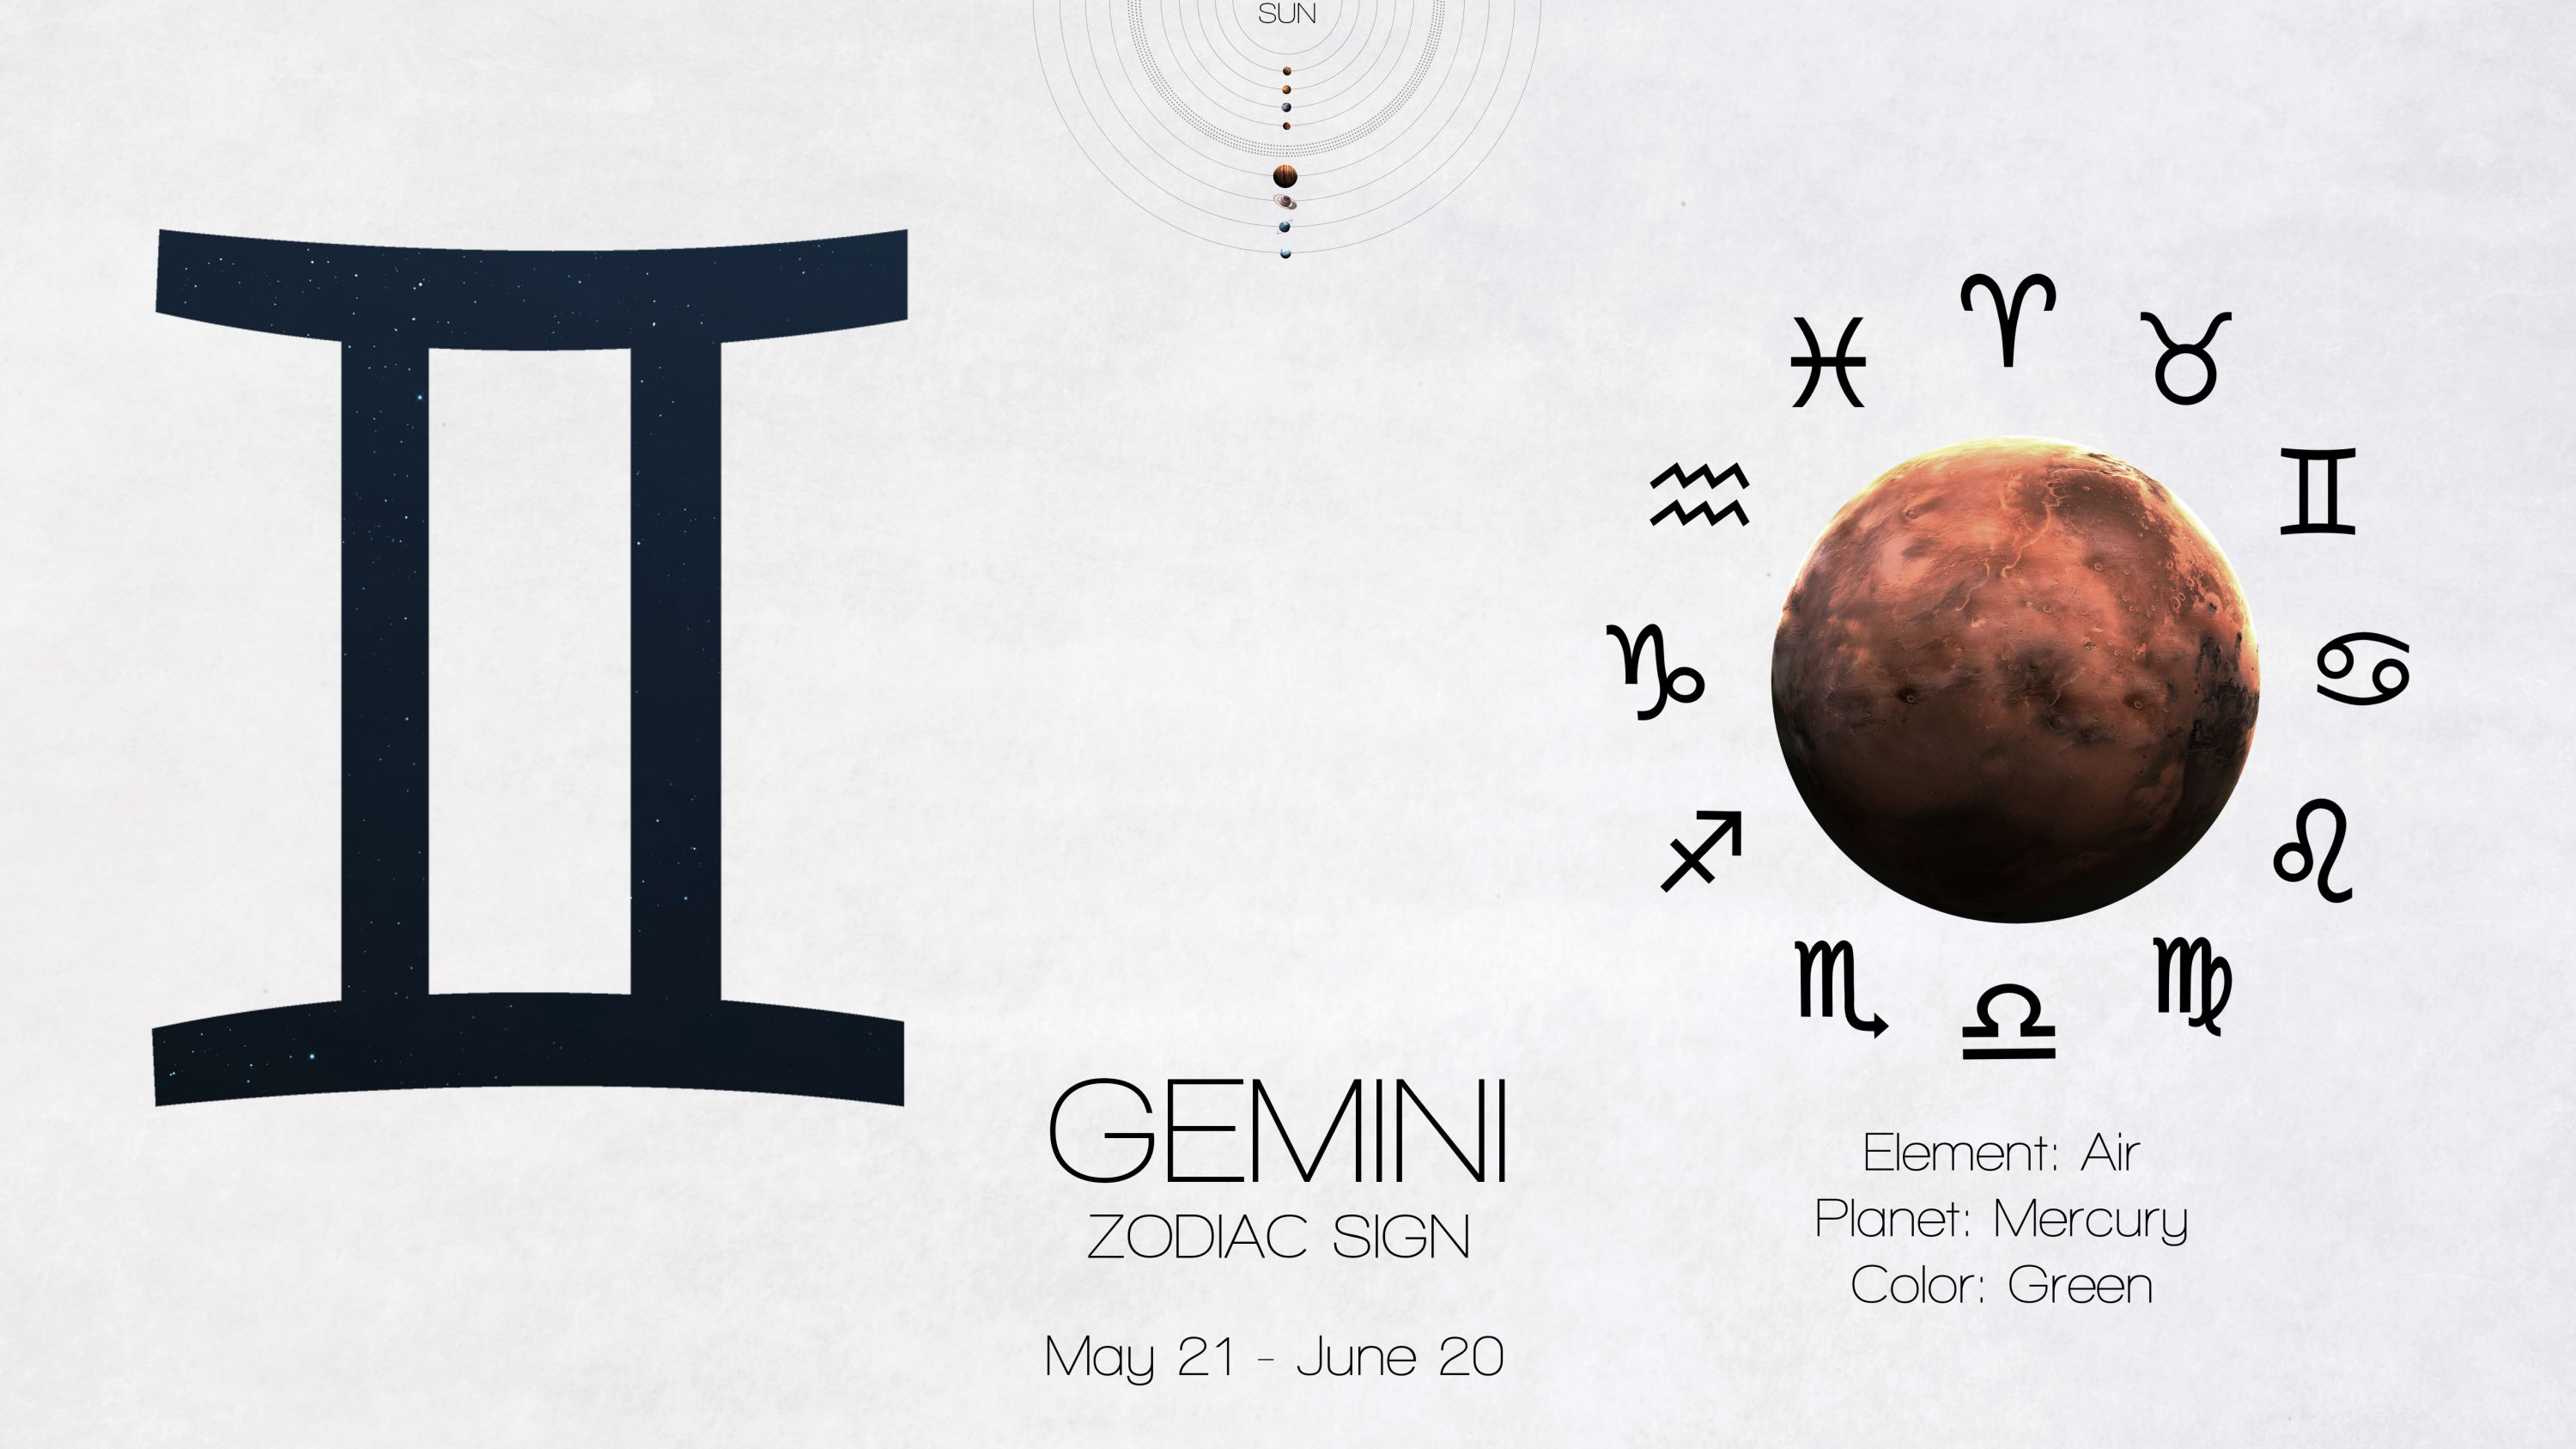 SUN
GEMINI
ZODIAC SIGN
May 21 - June 20
Element: Air
Planet: Mercury
Color: Green